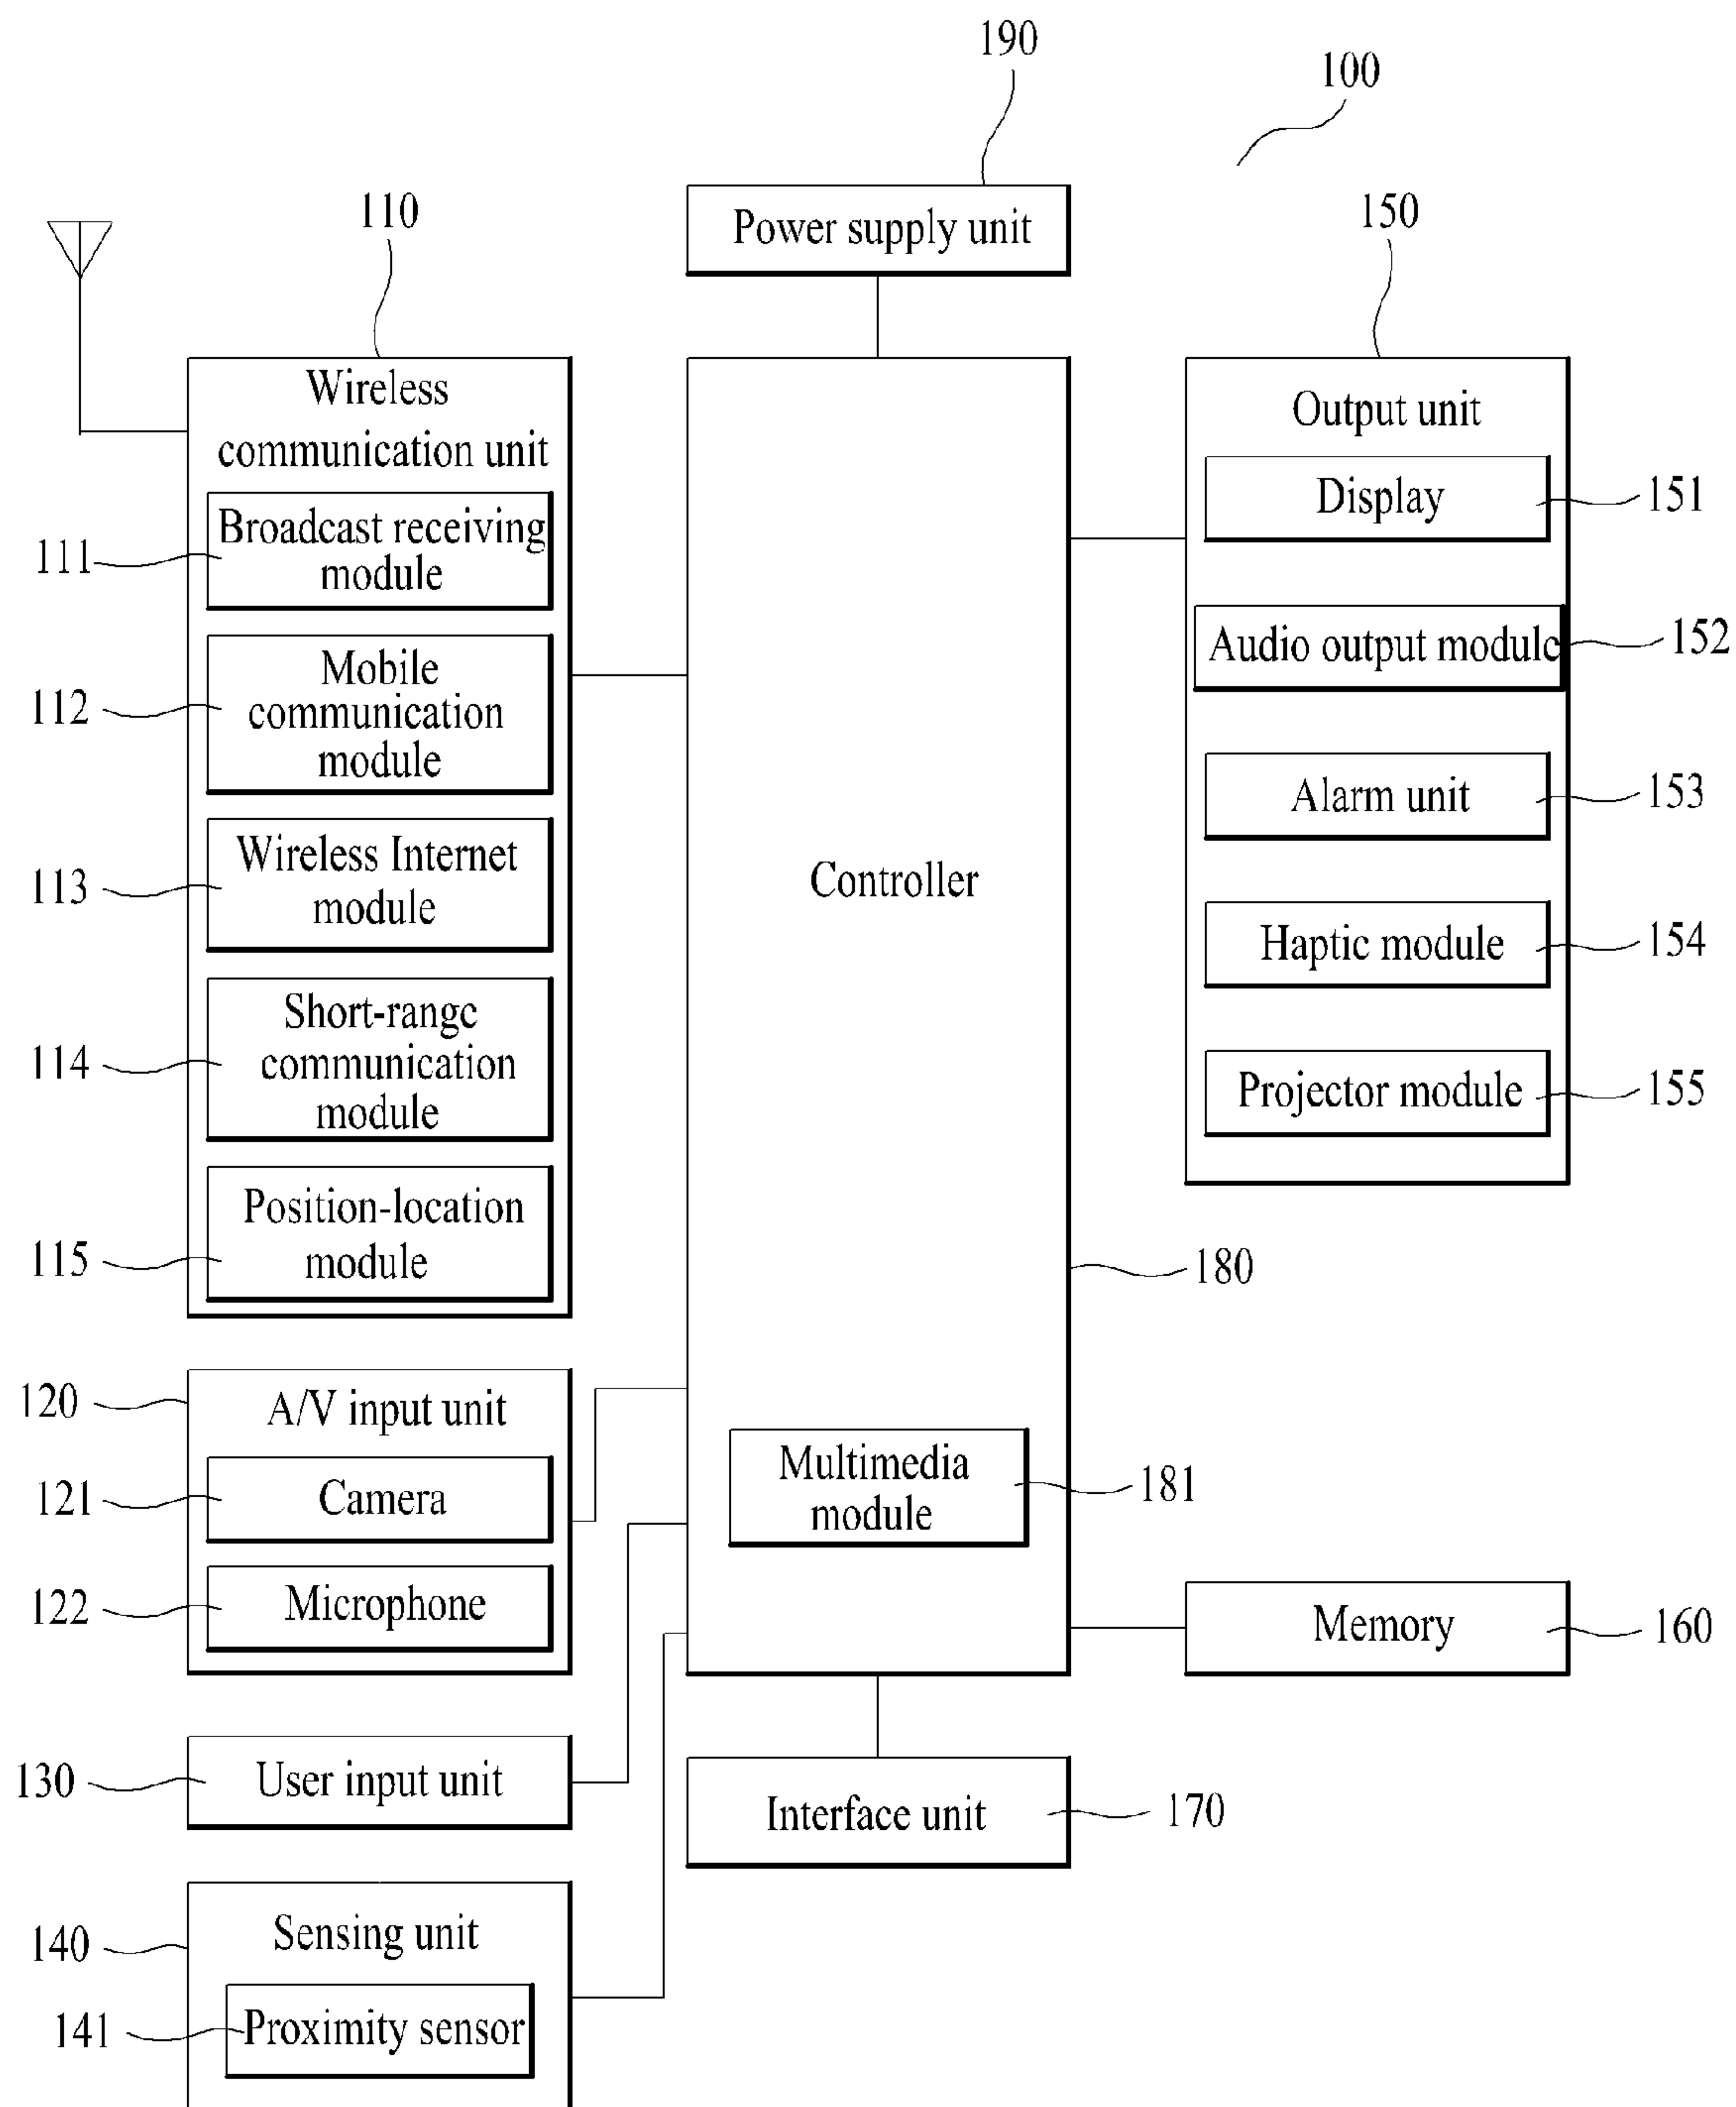 190
100
110
Power supply unit
150
Wireless
communication unit
Broadcast receiving
module
111
Mobile
communication
module
112
Wireless Internet
module
113
Short-range
communication
module
114
Position-location
module
115
Controller
180
Multimedia
module
181
Output unit
Display
151
Audio output module
152
Alarm unit
153
Haptic module
154
Projector module
155
A/V input unit
120
Camera
121
Microphone
122
Memory
160
User input unit
130
Interface unit
170
Sensing unit
140
Proximity sensor
141